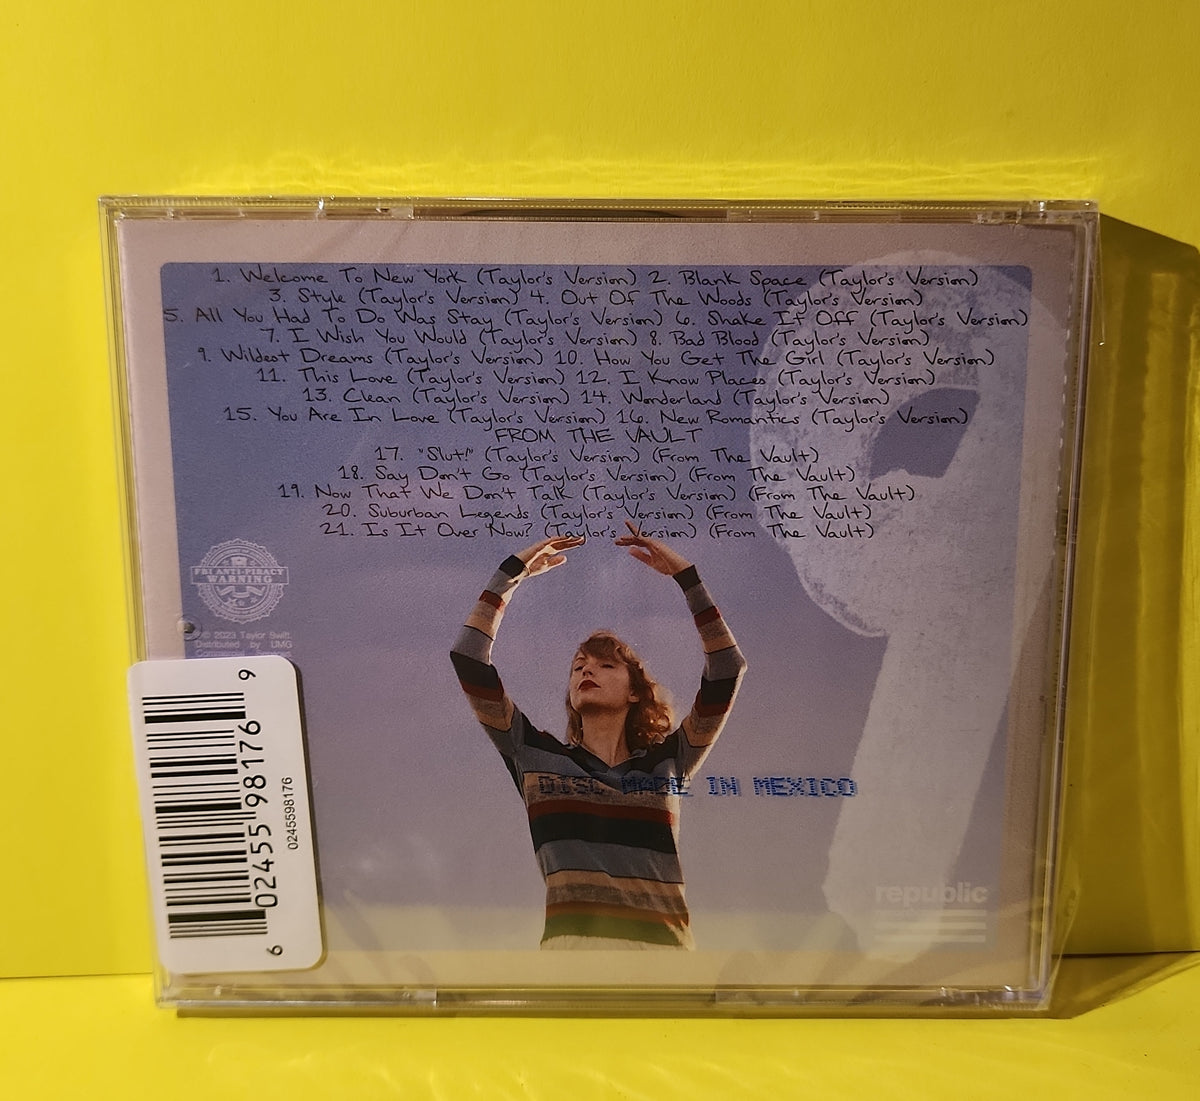 1. Welcome To New York (Taylor's Version) 2. Blank Space (Taylor's Version)
3. Style (Taylor's Version) 4. Out Of The Woods (Taylor's Version)
5. All You Had To Do Was Stay (Taylor's Version) 6. Shake It Off (Taylor's Version)
7. I Wish You Would (Taylor's Version) 8. Bad Blood (Taylor's Version)
9. Wildest Dreams (Taylor's Version) 10. How You Get The Girl (Taylor's Version)
11. This Love (Taylor's Version) 12. I Know Places (Taylor's Version)
13. Clean (Taylor's Version) 14. Wonderland (Taylor's Version)
15. You Are In Love (Taylor's Version) 16. New Romantics (Taylor's Version)
FROM THE VAULT
17. "Slut!" (Taylor's Version) (From The Vault)
18. Say Don't Go (Taylor's Version) (From The Vault)
19. Now That We Don't Talk (Taylor's Version) (From The Vault)
20. Suburban Legends (Taylor's Version) (From The Vault)
21. Is It Over Now? (Taylor's Version) (From The Vault)
9
FBI ANTI-PIRACY
WARNING
© 2023 Taylor Swift.
Distributed by UMG
Commercial Services
6 02455 98176 9
0245598176
DISC MADE IN MEXICO
republic